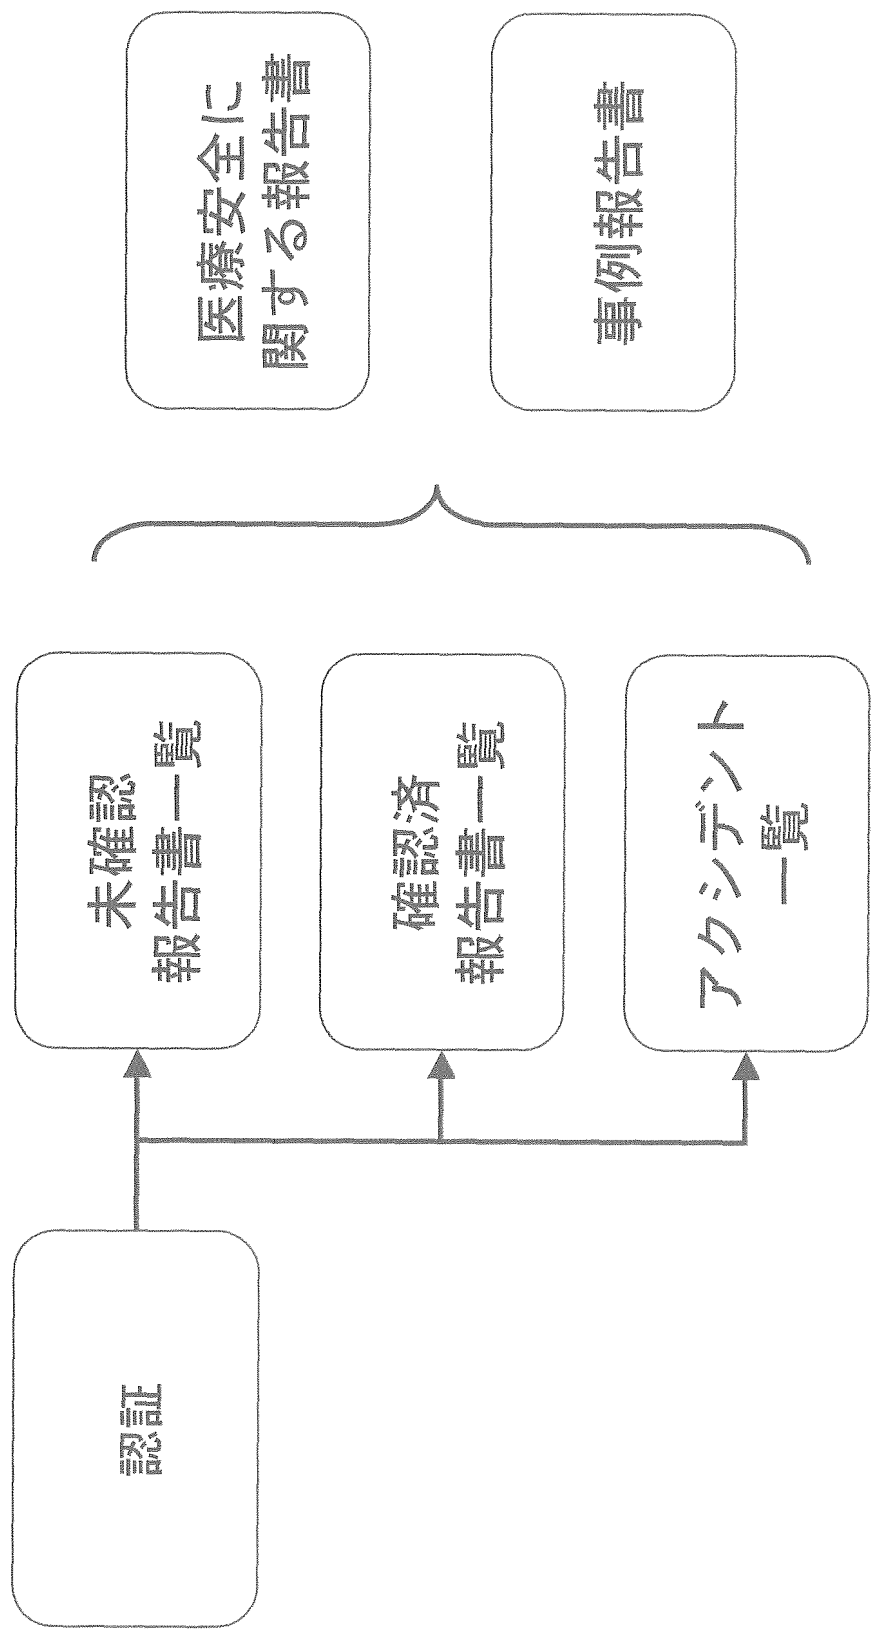 認証
未確認
報告書一覧
確認済
報告書一覧
アクシデント
一覧
医療安全に
関する報告書
事例報告書